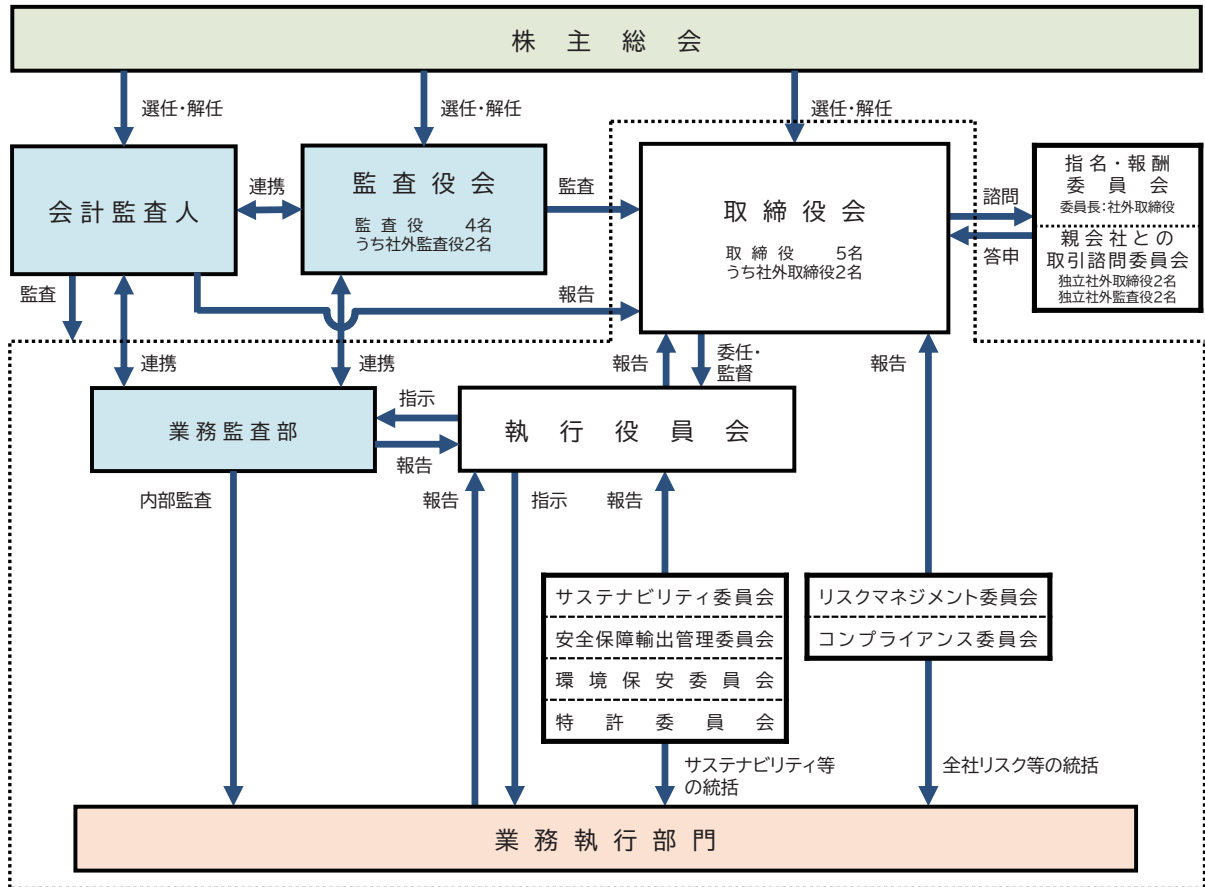 株主総会
選任・解任
選任・解任
選任・解任
会計監査人
連携
監査役会
監査役 4名
うち社外監査役2名
監査
取締役会
取締役 5名
うち社外取締役2名
諮問
答申
指名・報酬
委員会
委員長：社外取締役
親会社との
取引諮問委員会
独立社外取締役2名
独立社外監査役2名
監査
報告
連携
連携
報告
委任・
監督
報告
業務監査部
指示
報告
執行役員会
内部監査
報告
指示
報告
サステナビリティ委員会
安全保障輸出管理委員会
環境保安委員会
特許委員会
リスクマネジメント委員会
コンプライアンス委員会
サステナビリティ等
の統括
全社リスク等の統括
業務執行部門